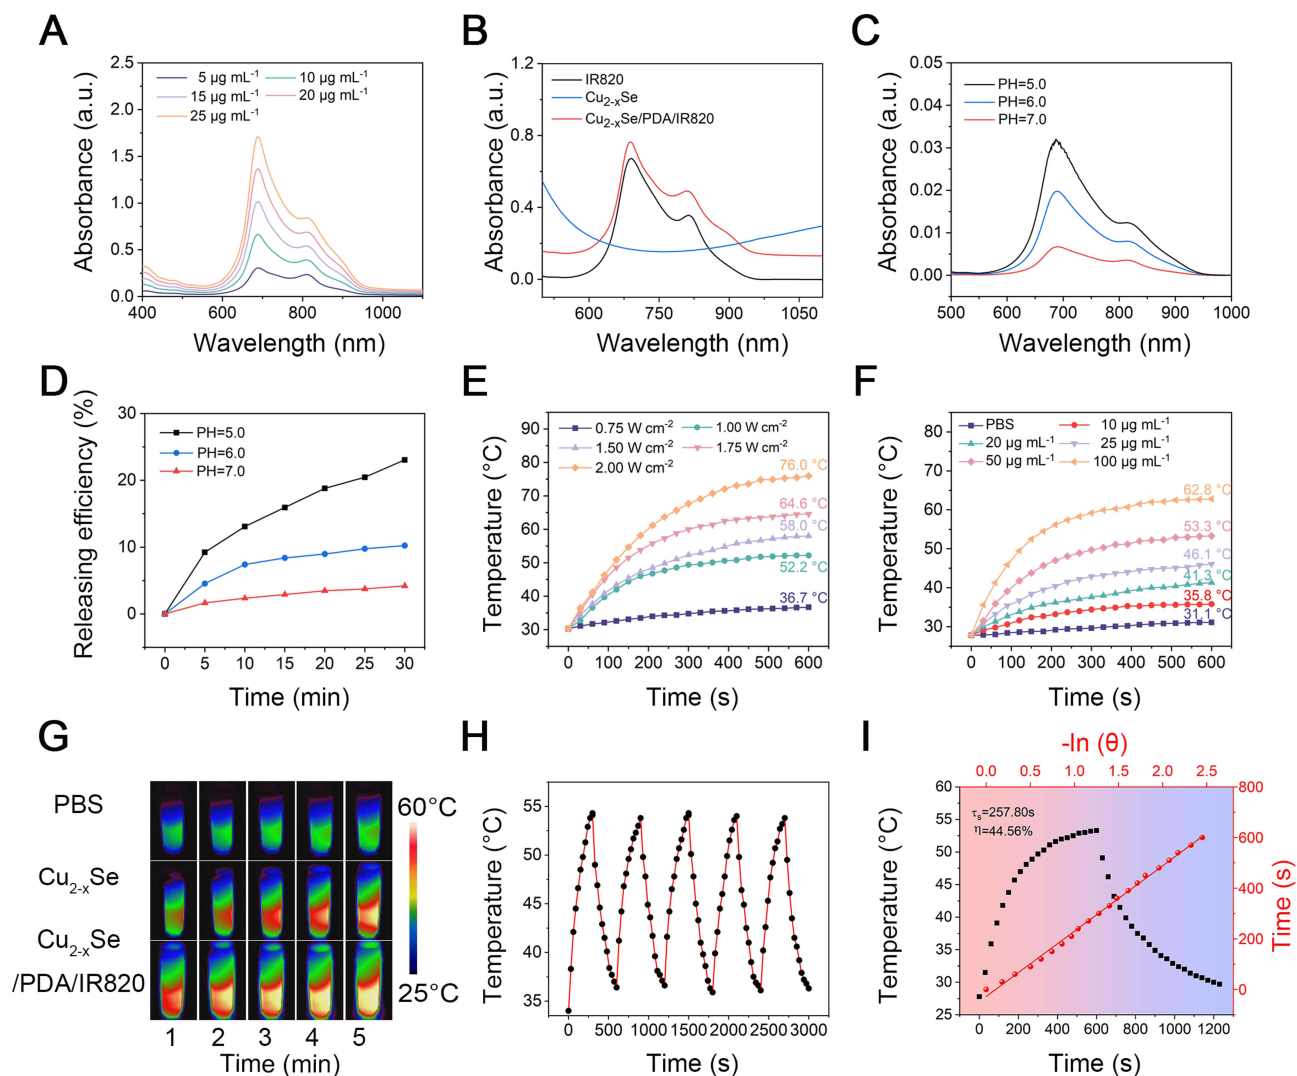 A
2.5
2.0
1.5
1.0
0.5
0.0
400
600
800
1000
Absorbance (a.u.)
Wavelength (nm)
5 µg mL⁻¹
10 µg mL⁻¹
15 µg mL⁻¹
20 µg mL⁻¹
25 µg mL⁻¹
B
1.2
0.8
0.4
0.0
600
750
900
1050
Absorbance (a.u.)
Wavelength (nm)
IR820
Cu₂₋ₓSe
Cu₂₋ₓSe/PDA/IR820
C
0.05
0.04
0.03
0.02
0.01
0.00
500
600
700
800
900
1000
Absorbance (a.u.)
Wavelength (nm)
PH=5.0
PH=6.0
PH=7.0
D
30
20
10
0
0
5
10
15
20
25
30
Releasing efficiency (%)
Time (min)
PH=5.0
PH=6.0
PH=7.0
E
90
80
70
60
50
40
30
0
100
200
300
400
500
600
Temperature (°C)
Time (s)
0.75 W cm⁻²
1.00 W cm⁻²
1.50 W cm⁻²
1.75 W cm⁻²
2.00 W cm⁻²
76.0 °C
64.6 °C
58.0 °C
52.2 °C
36.7 °C
F
80
70
60
50
40
30
0
100
200
300
400
500
600
Temperature (°C)
Time (s)
PBS
10 µg mL⁻¹
20 µg mL⁻¹
25 µg mL⁻¹
50 µg mL⁻¹
100 µg mL⁻¹
62.8 °C
53.3 °C
46.1 °C
41.3 °C
35.8 °C
31.1 °C
G
PBS
Cu₂₋ₓSe
Cu₂₋ₓSe
/PDA/IR820
60°C
25°C
1
2
3
4
5
Time (min)
H
55
50
45
40
35
0
500
1000
1500
2000
2500
3000
Temperature (°C)
Time (s)
I
-ln (θ)
0.0
0.5
1.0
1.5
2.0
2.5
60
55
50
45
40
35
30
25
τₛ=257.80s
η=44.56%
800
600
400
200
0
Temperature (°C)
Time (s)
0
200
400
600
800
1000
1200
Time (s)